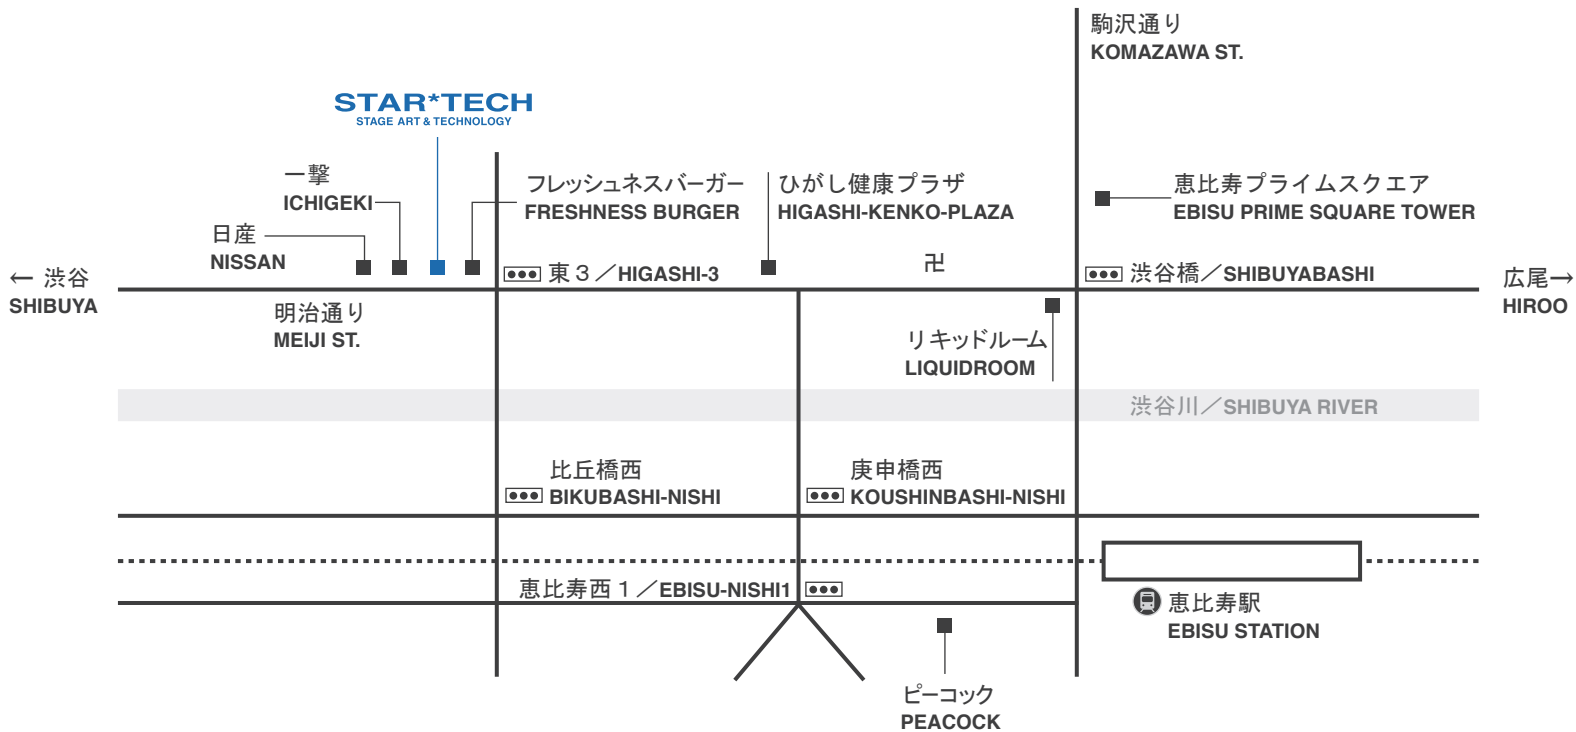 駒沢通り
KOMAZAWA ST.
STAR*TECH
STAGE ART & TECHNOLOGY
一撃
ICHIGEKI
フレッシュネスバーガー
FRESHNESS BURGER
ひがし健康プラザ
HIGASHI-KENKO-PLAZA
恵比寿プライムスクエア
EBISU PRIME SQUARE TOWER
日産
NISSAN
← 渋谷
SHIBUYA
東3／HIGASHI-3
卍
渋谷橋／SHIBUYABASHI
広尾→
HIROO
明治通り
MEIJI ST.
リキッドルーム
LIQUIDROOM
渋谷川／SHIBUYA RIVER
比丘橋西
BIKUBASHI-NISHI
庚申橋西
KOUSHINBASHI-NISHI
恵比寿西1／EBISU-NISHI1
恵比寿駅
EBISU STATION
ピーコック
PEACOCK